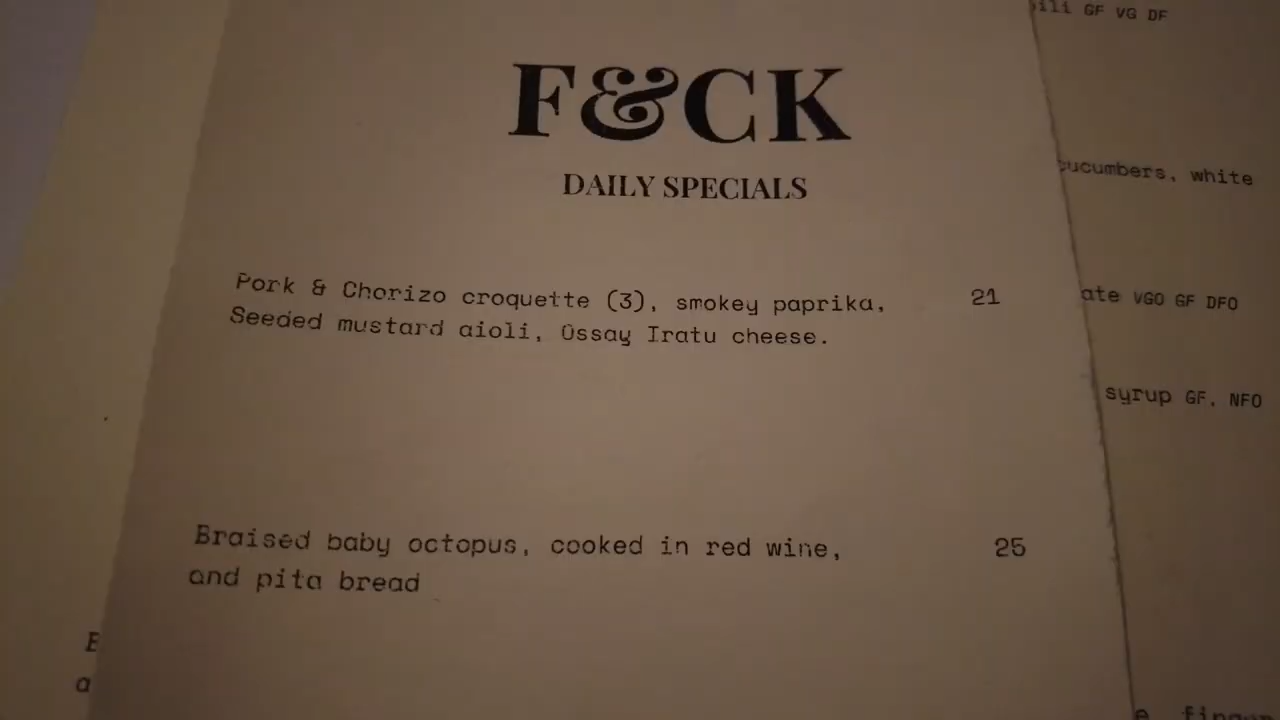 F&CK
DAILY SPECIALS
Pork & Chorizo croquette (3), smokey paprika, 21
Seeded mustard aioli, Ossay Iratu cheese.
Braised baby octopus, cooked in red wine, 25
and pita bread
GF VG DF
cucumbers, white
VGO GF DFO
syrup GF, NFO